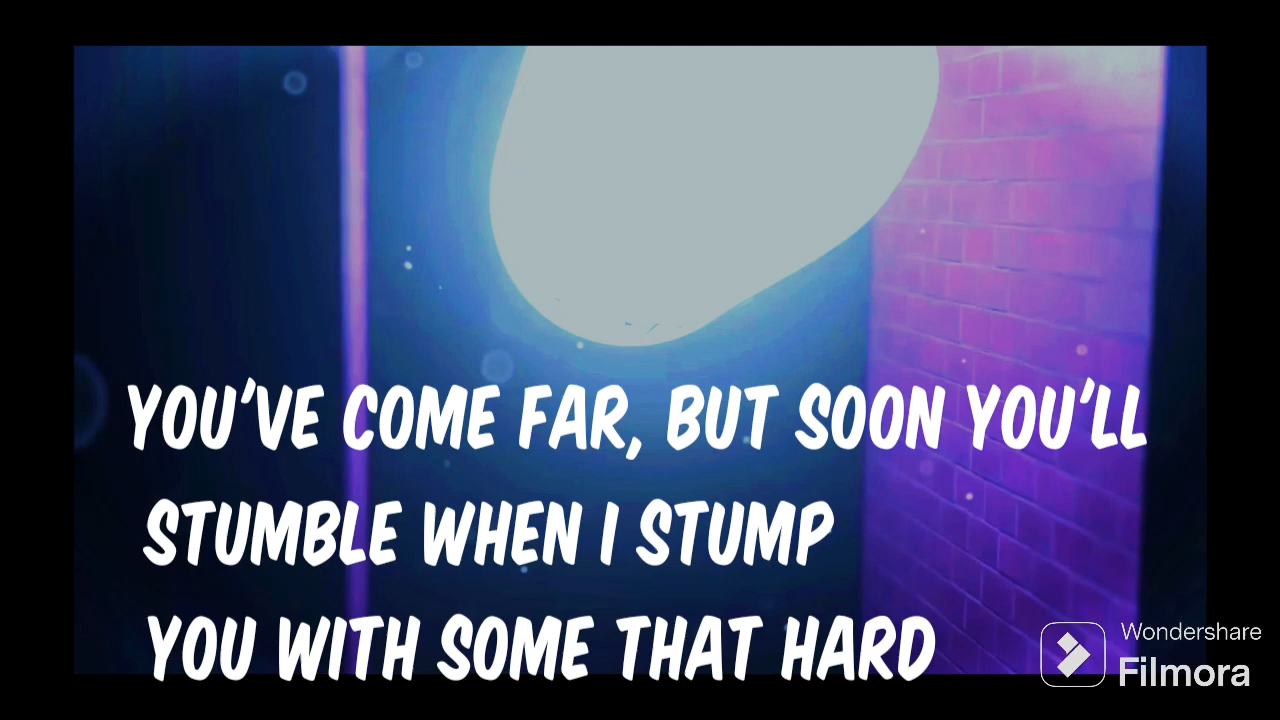 YOU'VE COME FAR, BUT SOON YOU'LL
STUMBLE WHEN I STUMP
YOU WITH SOME THAT HARD
Wondershare
Filmora